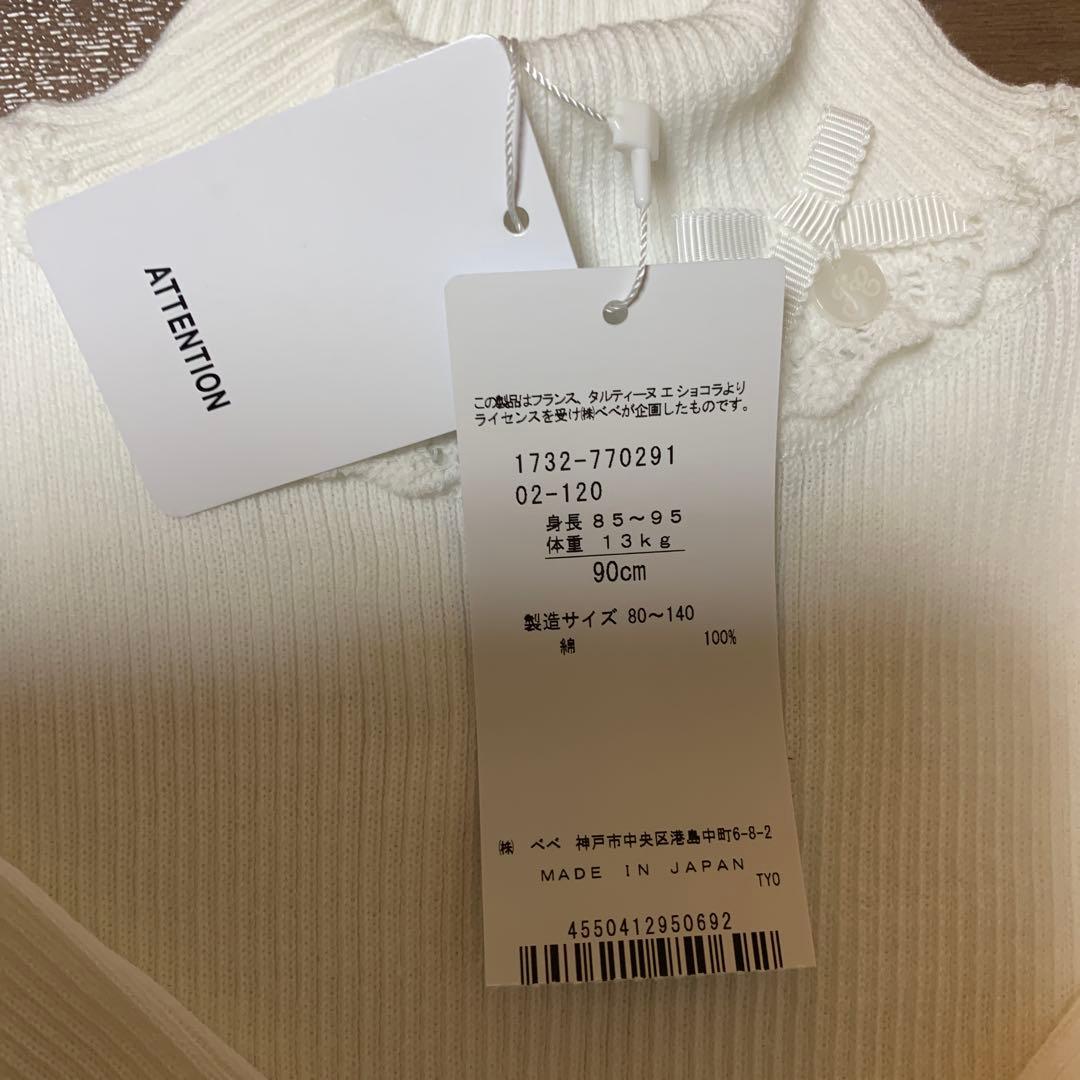 ATTENTION
この製品はフランス、タルティーヌ エ ショコラより
ライセンスを受け㈱べべが企画したものです。
1732-770291
02-120
身長 85〜95
体重 13kg
90cm
製造サイズ 80〜140
綿 100%
㈱ べべ 神戸市中央区港島中町6-8-2
MADE IN JAPAN
TYO
4550412950692